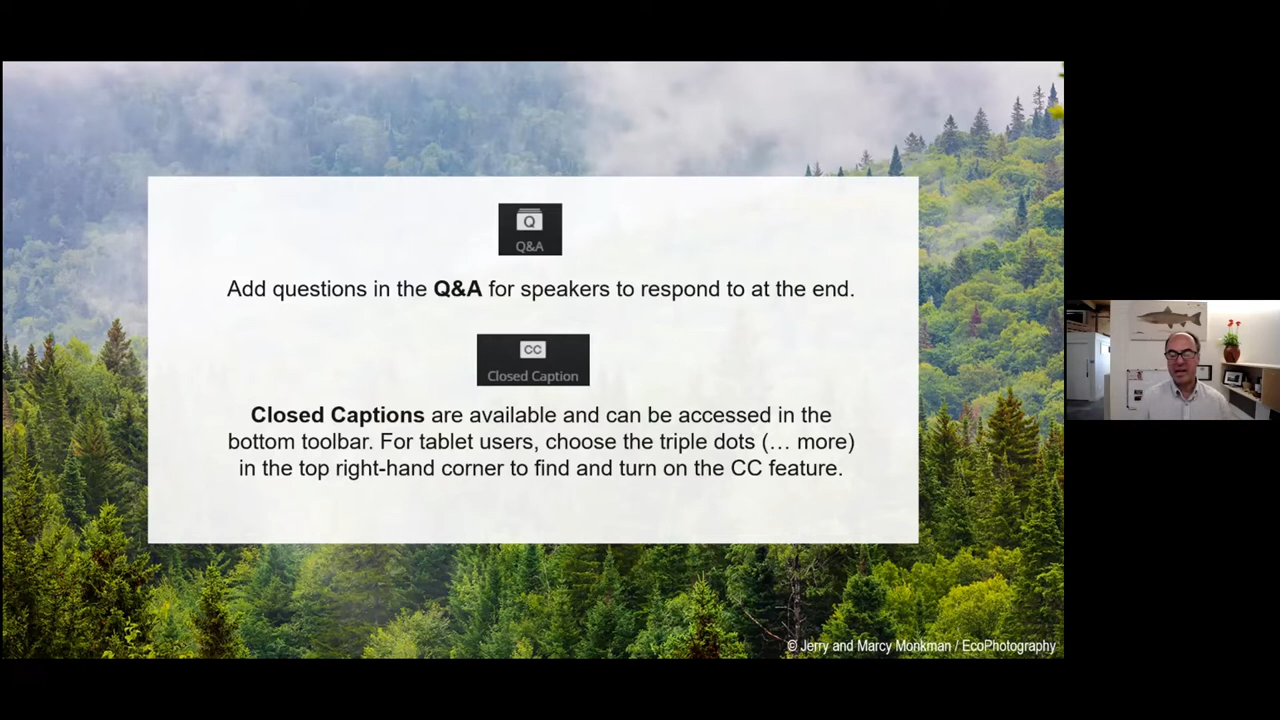 Q
Q&A
Add questions in the Q&A for speakers to respond to at the end.
CC
Closed Caption
Closed Captions are available and can be accessed in the
bottom toolbar. For tablet users, choose the triple dots (… more)
in the top right-hand corner to find and turn on the CC feature.
© Jerry and Marcy Monkman / EcoPhotography